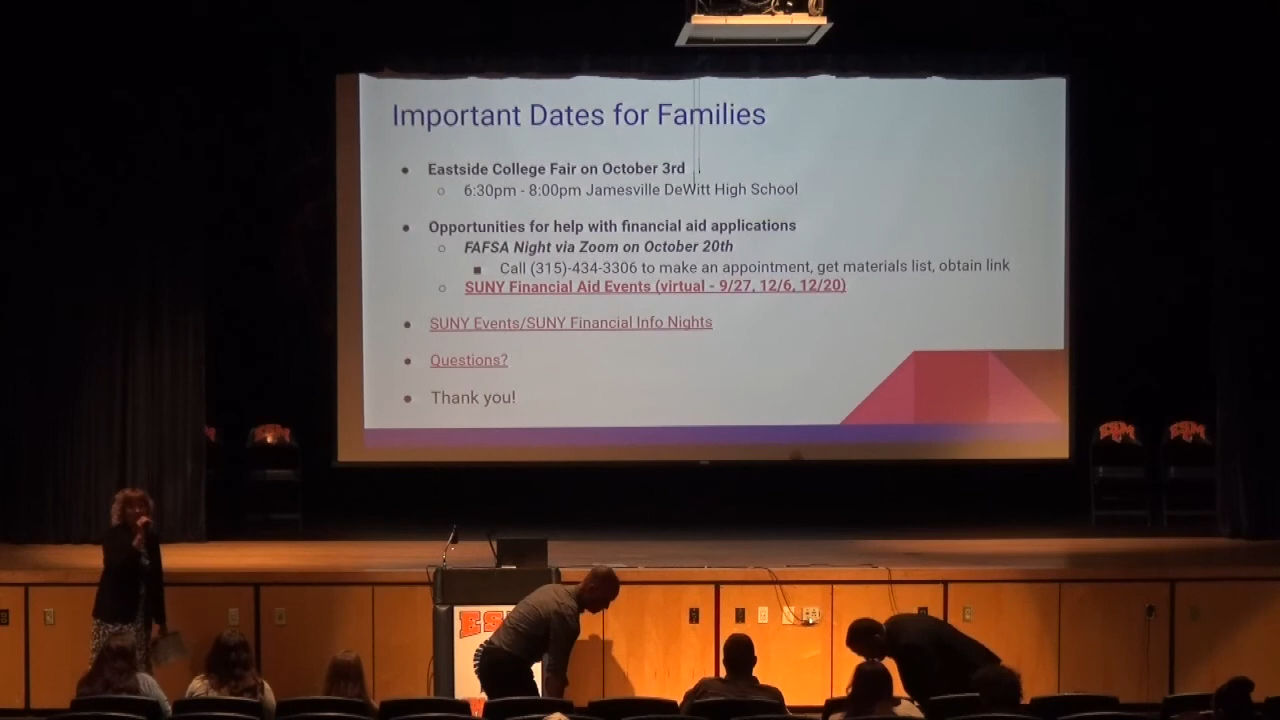 Important Dates for Families
Eastside College Fair on October 3rd
6:30pm - 8:00pm Jamesville DeWitt High School
Opportunities for help with financial aid applications
FAFSA Night via Zoom on October 20th
Call (315)-434-3306 to make an appointment, get materials list, obtain link
SUNY Financial Aid Events (virtual - 9/27, 12/6, 12/20)
SUNY Events/SUNY Financial Info Nights
Questions?
Thank you!
ESM
ESM
ESM